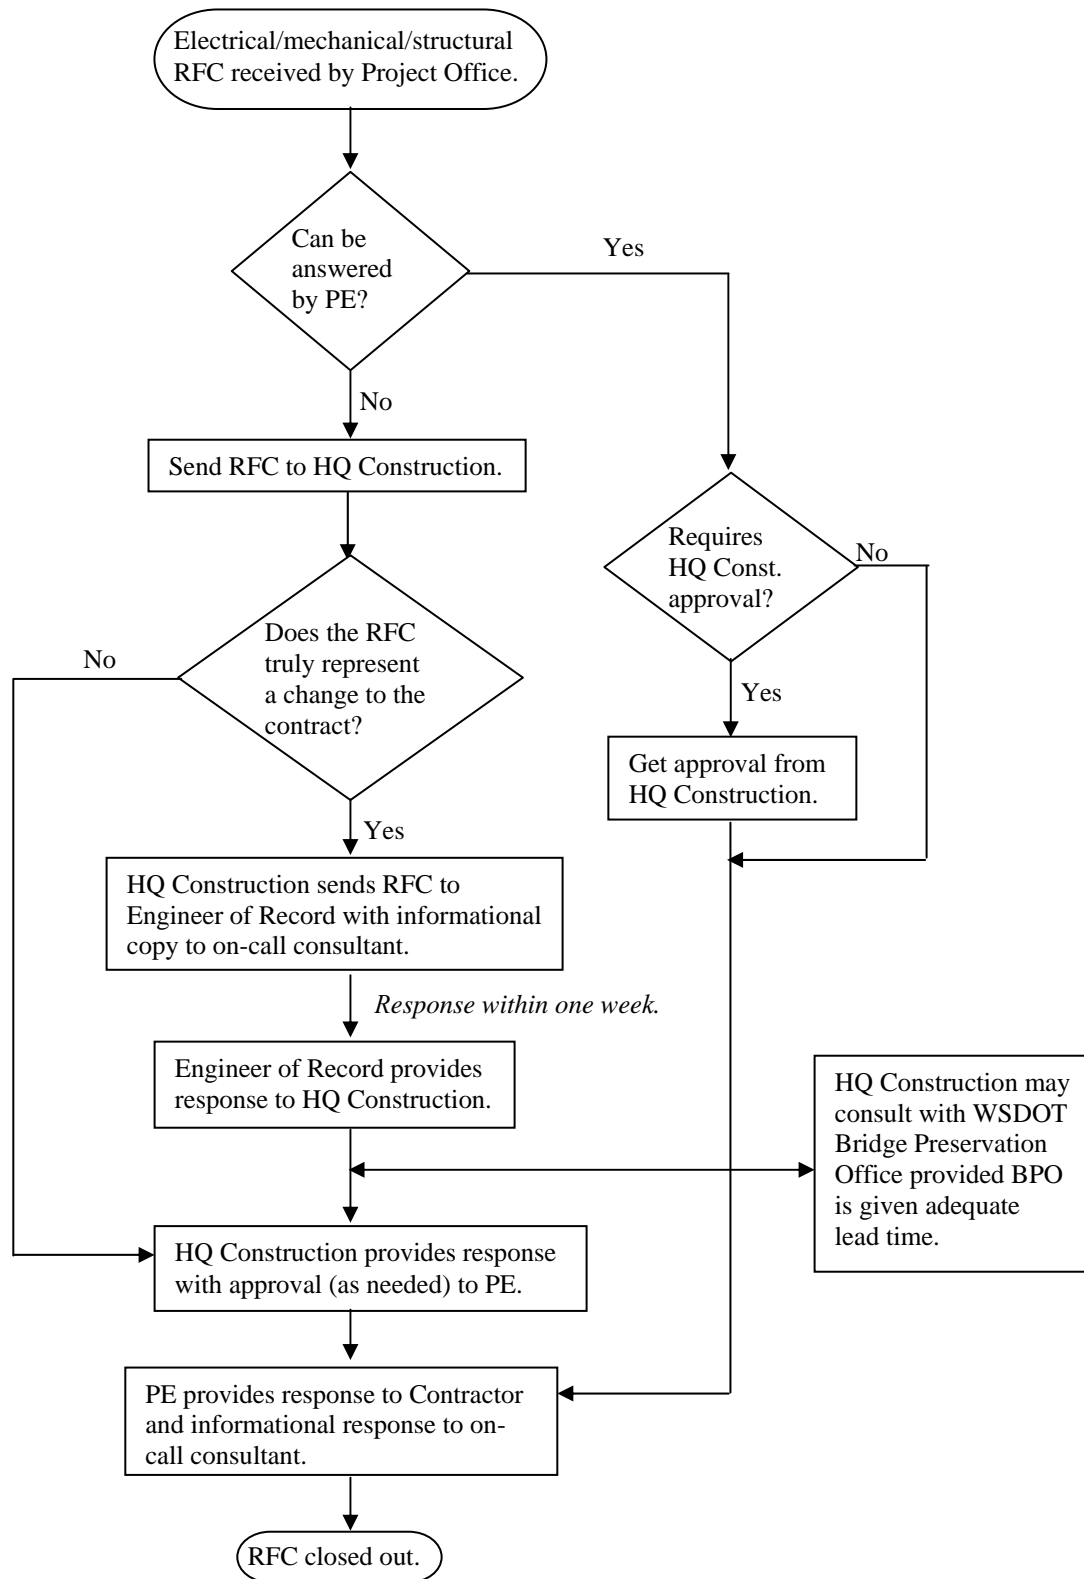 Electrical/mechanical/structural
RFC received by Project Office.
Can be
answered
by PE?
Yes
No
Send RFC to HQ Construction.
Requires
HQ Const.
approval?
No
Does the RFC
truly represent
a change to the
contract?
No
Yes
Get approval from
HQ Construction.
Yes
HQ Construction sends RFC to
Engineer of Record with informational
copy to on-call consultant.
Response within one week.
Engineer of Record provides
response to HQ Construction.
HQ Construction may
consult with WSDOT
Bridge Preservation
Office provided BPO
is given adequate
lead time.
HQ Construction provides response
with approval (as needed) to PE.
PE provides response to Contractor
and informational response to on-
call consultant.
RFC closed out.